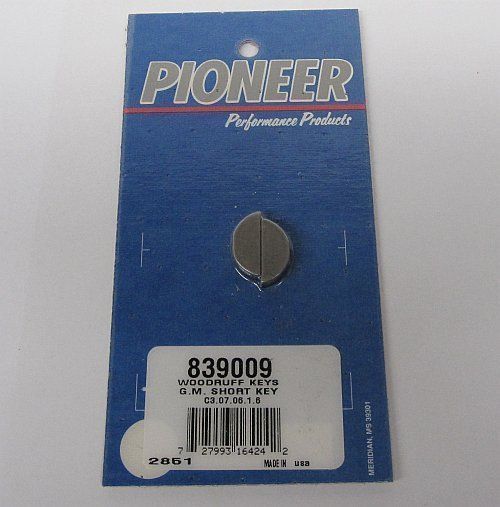 PIONEER
Performance Products
839009
WOODRUFF KEYS
G.M. SHORT KEY
C3.07.06.1.6
7 27993 16424 2
2851 MADE IN usa
MERIDIAN, MS 39301